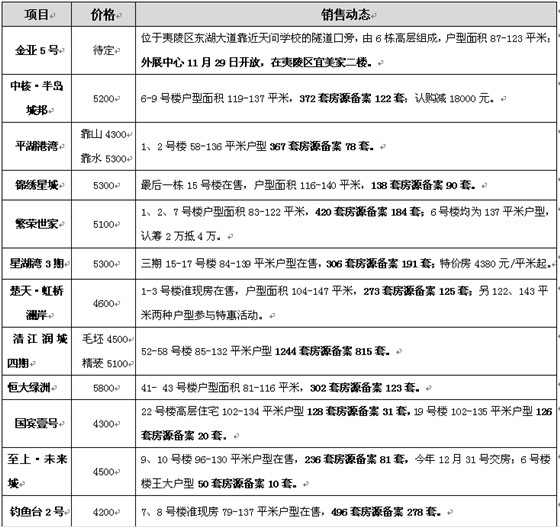 项目 价格 销售动态
金亚5号 待定 位于夷陵区东湖大道靠近天问学校的隧道口旁，由6栋高层组成，户型面积87-123平米；
外展中心11月29日开放，在夷陵区宜美家二楼。
中核·半岛
城邦 5200 6-9号楼户型面积119-137平米，372套房源备案122套；认购减18000元。
平湖港湾 靠山4300
靠水5300 1、2号楼58-136平米户型367套房源备案78套。
锦绣星城 5300 最后一栋15号楼在售，户型面积116-140平米，138套房源备案90套。
繁荣世家 5100 1、2、7号楼户型面积83-122平米，420套房源备案184套；6号楼均为137平米户型，
认筹2万抵4万。
星湖湾3期 5300 三期15-17号楼84-139平米户型在售，306套房源备案191套；特价房4380元/平米起。
楚天·虹桥
澜岸 4600 1-3号楼准现房在售，户型面积104-147平米，273套房源备案125套；另122、143平
米两种户型参与特惠活动。
清江润城
四期 毛坯4500
精装5100 52-58号楼85-132平米户型1244套房源备案815套。
恒大绿洲 5800 41- 43号楼户型面积81-116平米，302套房源备案123套。
国宾壹号 4300 22号楼高层住宅102-134平米户型128套房源备案31套，19号楼102-135平米户型126
套房源备案20套。
至上·未来
城 4500 9、10号楼96-130平米户型在售，236套房源备案81套，今年12月31号交房；6号楼
楼王大户型50套房源备案10套。
钓鱼台2号 4200 7、8号楼准现房79-137平米户型在售，496套房源备案278套。